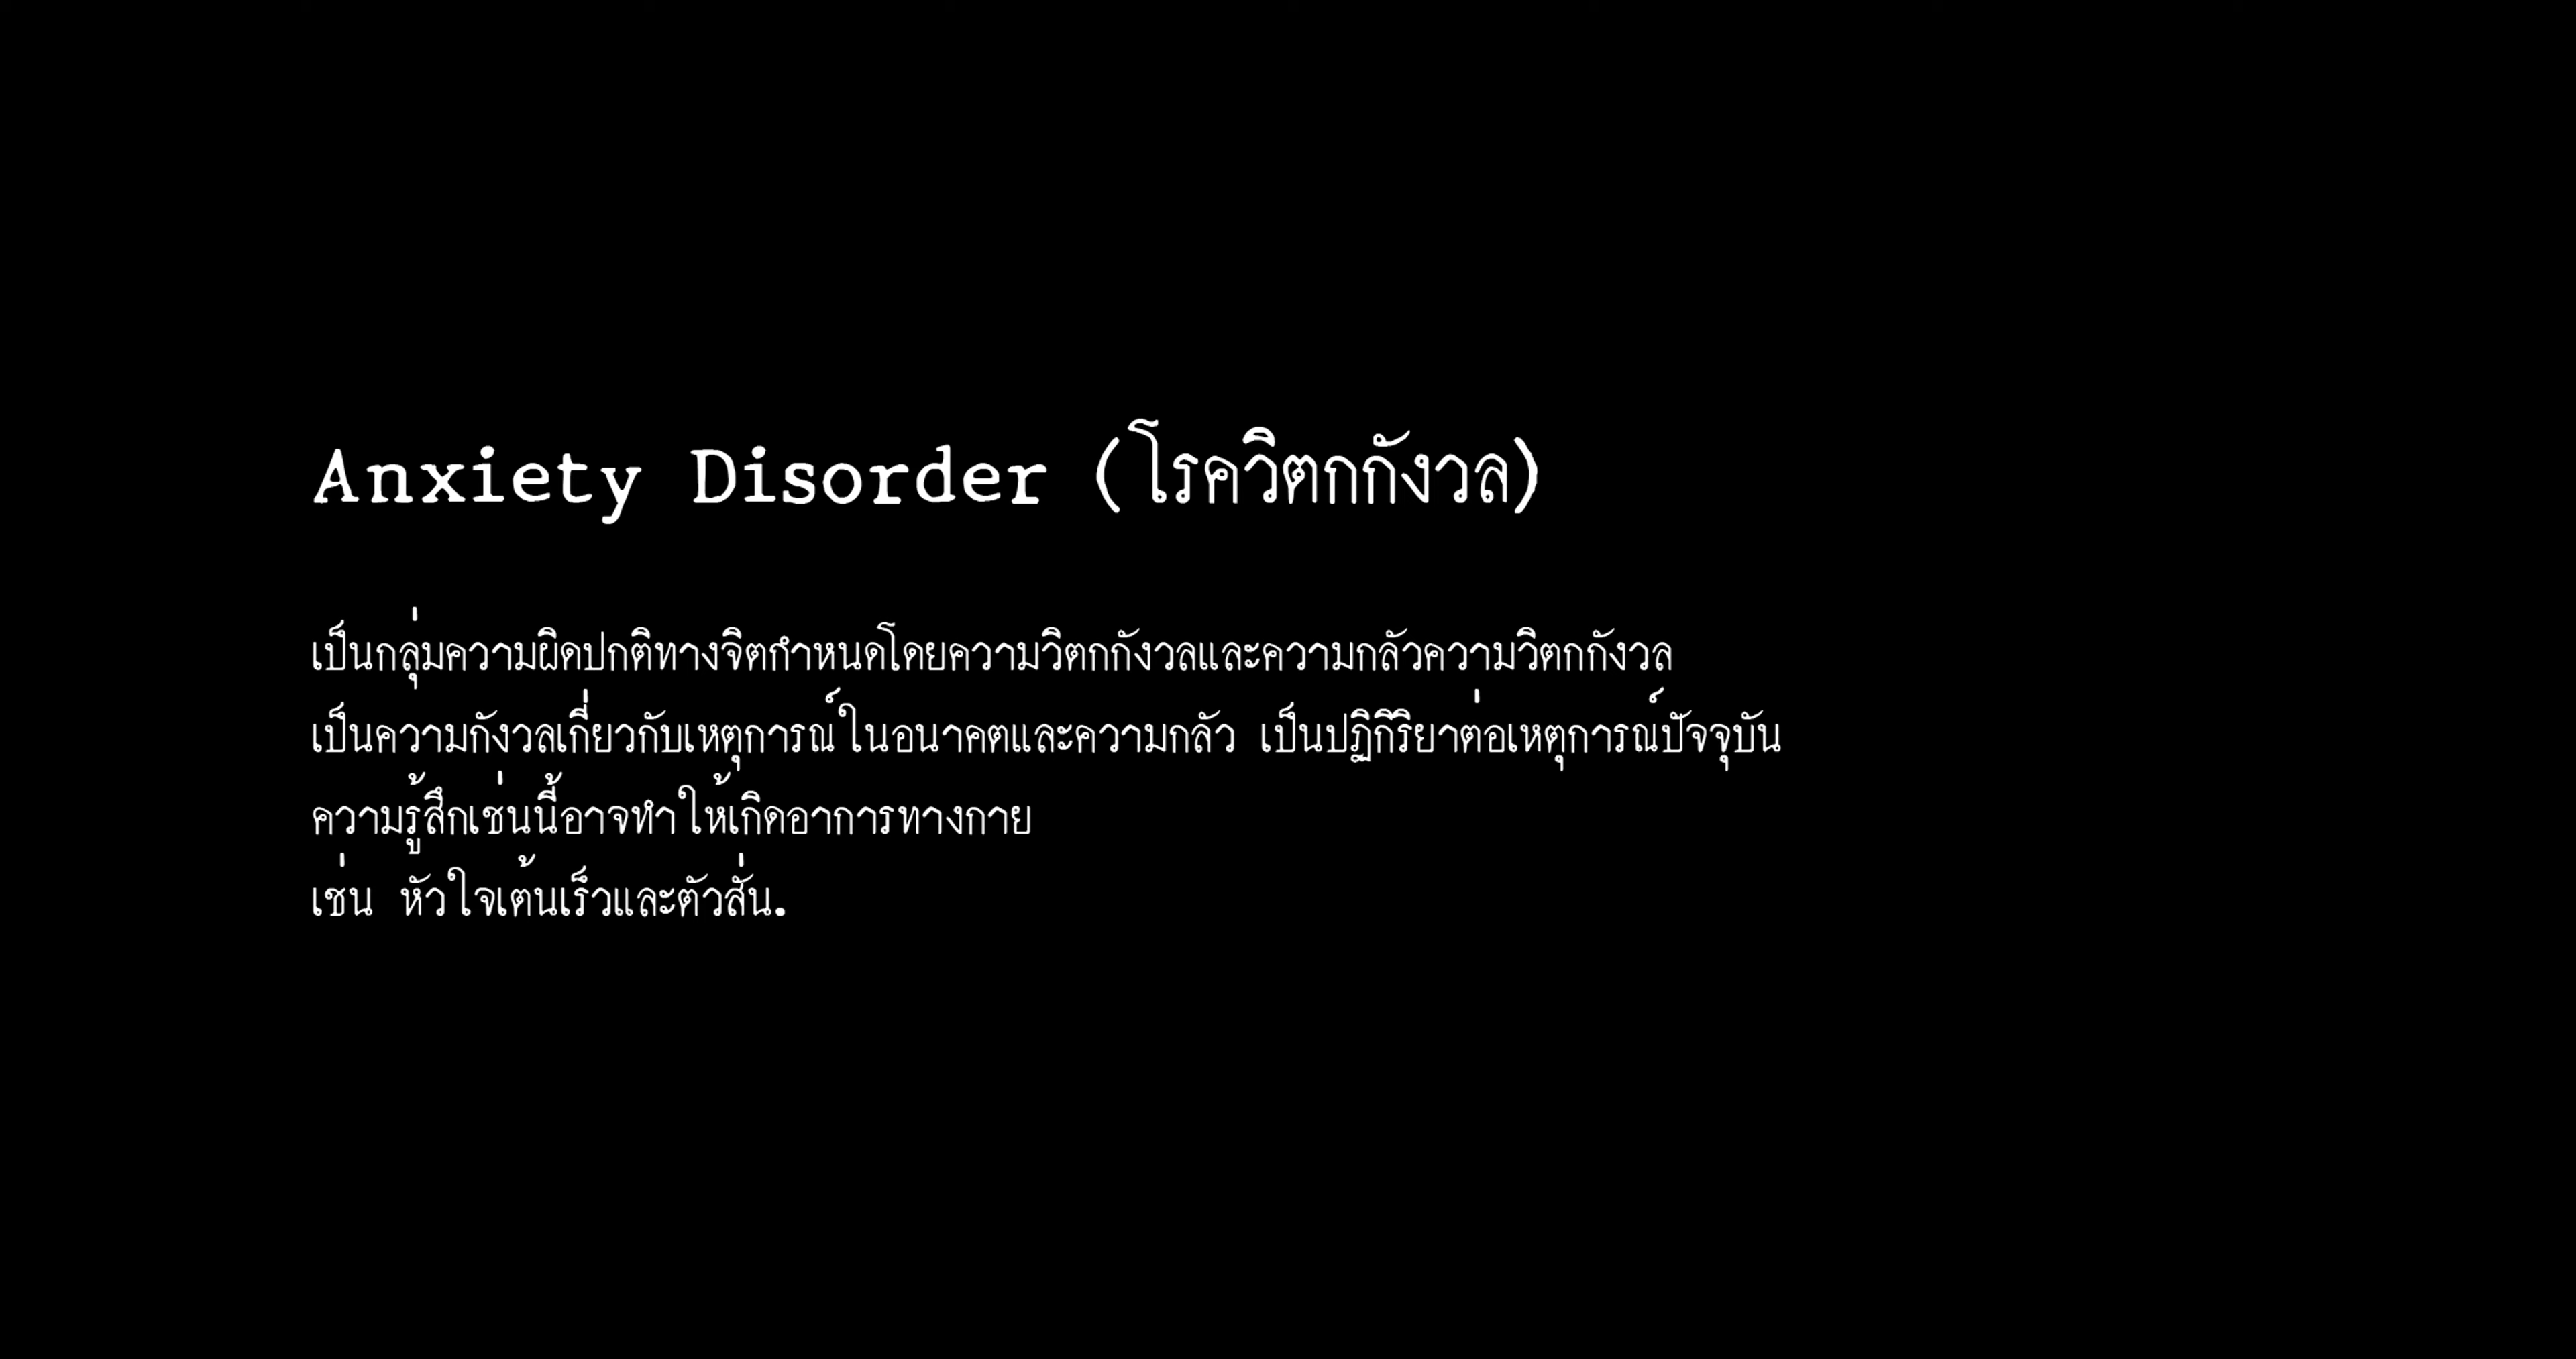 Anxiety Disorder (โรควิตกกังวล)
เป็นกลุ่มความผิดปกติทางจิตกำหนดโดยความวิตกกังวลและความกลัวความวิตกกังวล
เป็นความกังวลเกี่ยวกับเหตุการณ์ในอนาคตและความกลัว เป็นปฏิกิริยาต่อเหตุการณ์ปัจจุบัน
ความรู้สึกเช่นนี้อาจทำให้เกิดอาการทางกาย
เช่น หัวใจเต้นเร็วและตัวสั่น.